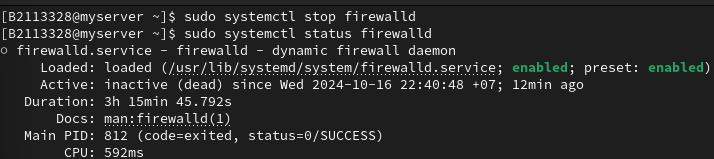 [B2113328@myserver ~]$ sudo systemctl stop firewalld
[B2113328@myserver ~]$ sudo systemctl status firewalld
○ firewalld.service - firewalld - dynamic firewall daemon
     Loaded: loaded (/usr/lib/systemd/system/firewalld.service; enabled; preset: enabled)
     Active: inactive (dead) since Wed 2024-10-16 22:40:48 +07; 12min ago
   Duration: 3h 15min 45.792s
       Docs: man:firewalld(1)
   Main PID: 812 (code=exited, status=0/SUCCESS)
        CPU: 592ms